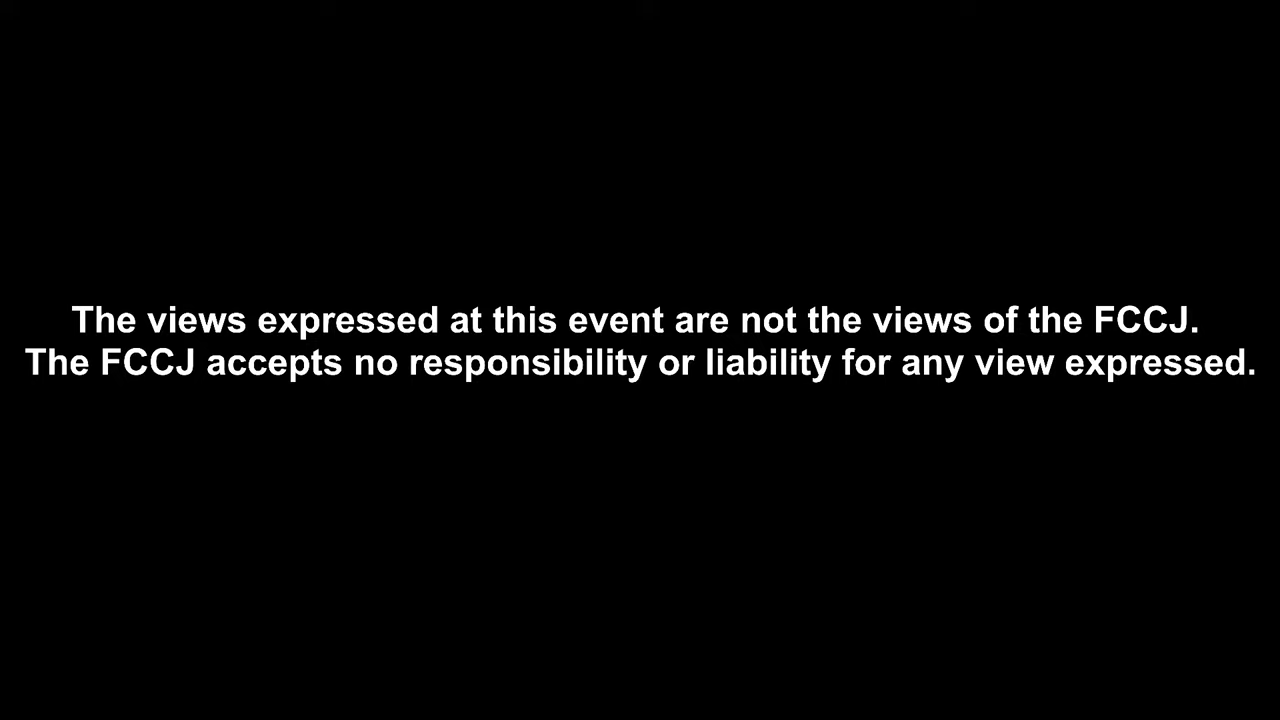 The views expressed at this event are not the views of the FCCJ.
The FCCJ accepts no responsibility or liability for any view expressed.